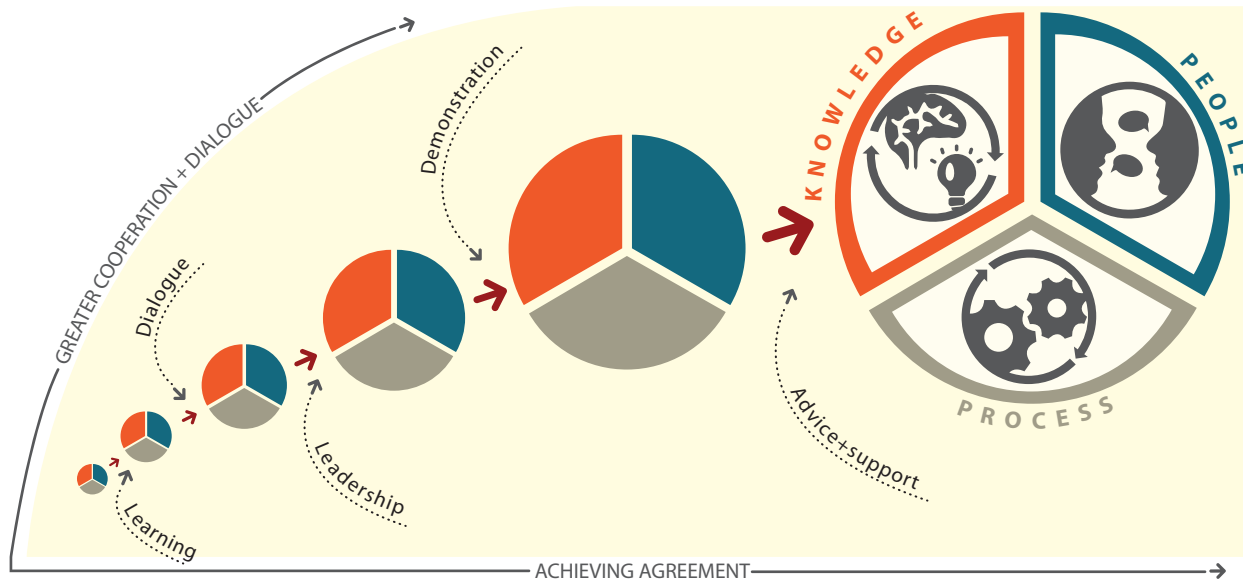 GREATER COOPERATION + DIALOGUE
Learning
Dialogue
Leadership
Demonstration
Advice+support
KNOWLEDGE
PEOPLE
PROCESS
ACHIEVING AGREEMENT